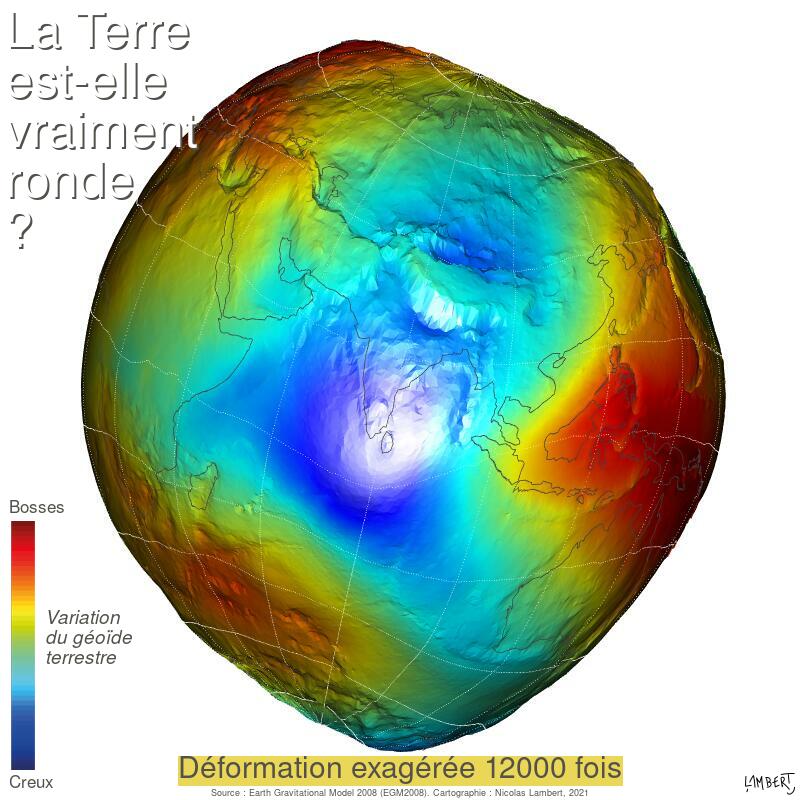 La Terre
est-elle
vraiment
ronde
?
Bosses
Variation
du géoïde
terrestre
Creux
Déformation exagérée 12000 fois
Source : Earth Gravitational Model 2008 (EGM2008). Cartographie : Nicolas Lambert, 2021
LAMBERT